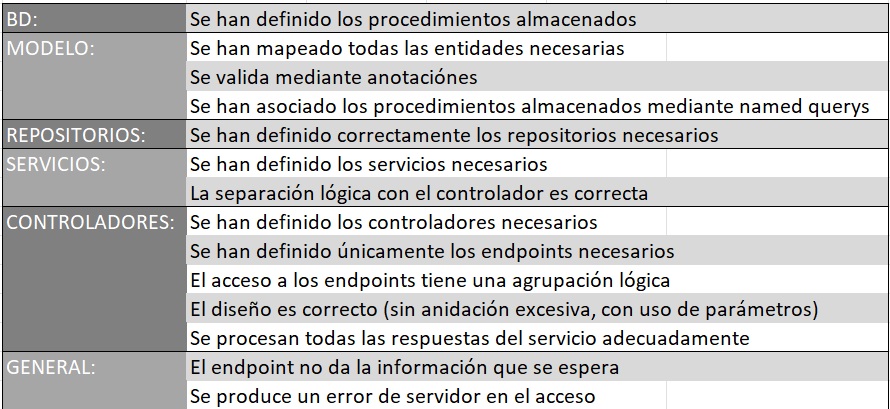 BD: Se han definido los procedimientos almacenados
MODELO: Se han mapeado todas las entidades necesarias
Se valida mediante anotaciónes
Se han asociado los procedimientos almacenados mediante named querys
REPOSITORIOS: Se han definido correctamente los repositorios necesarios
SERVICIOS: Se han definido los servicios necesarios
La separación lógica con el controlador es correcta
CONTROLADORES: Se han definido los controladores necesarios
Se han definido únicamente los endpoints necesarios
El acceso a los endpoints tiene una agrupación lógica
El diseño es correcto (sin anidación excesiva, con uso de parámetros)
Se procesan todas las respuestas del servicio adecuadamente
GENERAL: El endpoint no da la información que se espera
Se produce un error de servidor en el acceso